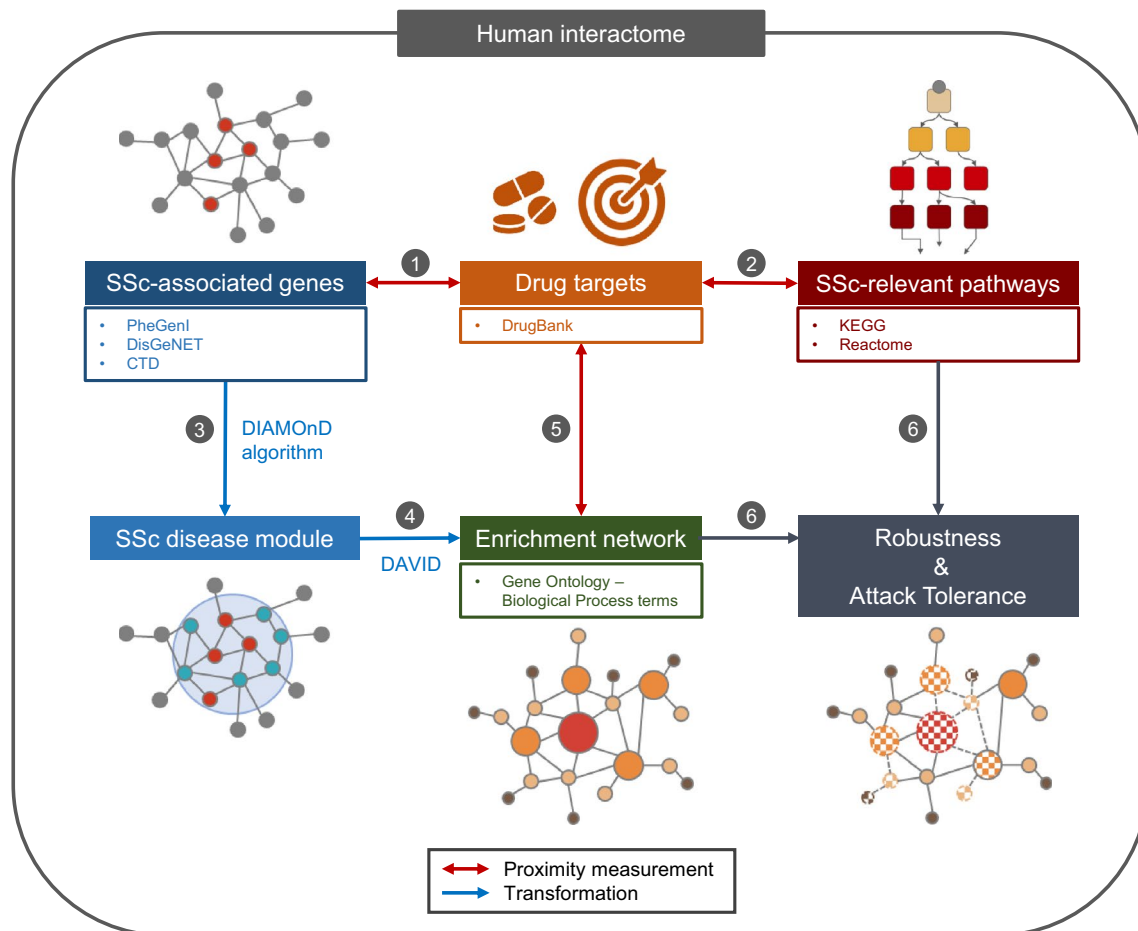 Human interactome
1
2
SSc-associated genes
Drug targets
SSc-relevant pathways
• PheGenI
• DisGeNET
• CTD
• DrugBank
• KEGG
• Reactome
3
DIAMOnD
algorithm
5
6
4
6
SSc disease module
DAVID
Enrichment network
• Gene Ontology –
Biological Process terms
Robustness
&
Attack Tolerance
Proximity measurement
Transformation